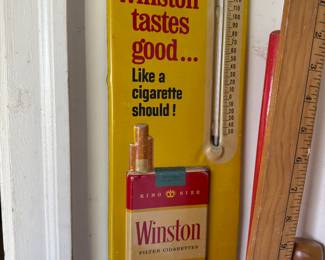 Winston
tastes
good...
Like a
cigarette
should!
KING SIZE
Winston
FILTER CIGARETTES